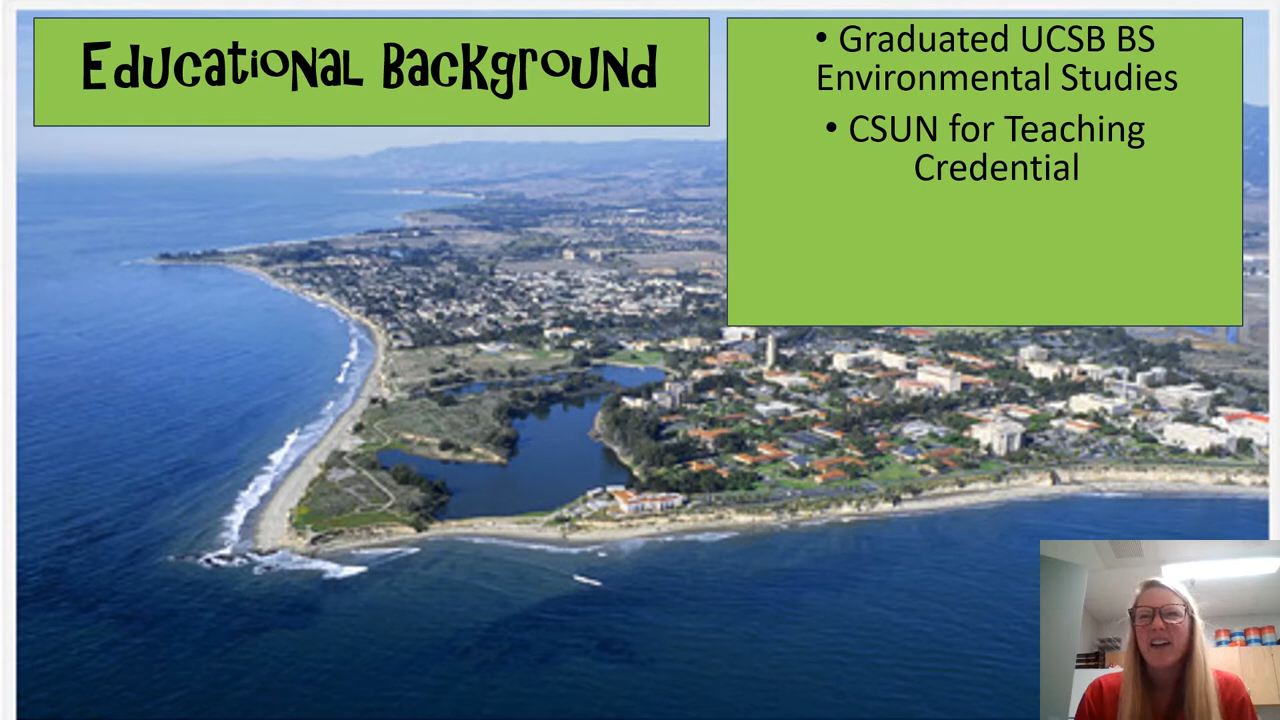 Educational Background
• Graduated UCSB BS
Environmental Studies
• CSUN for Teaching
Credential